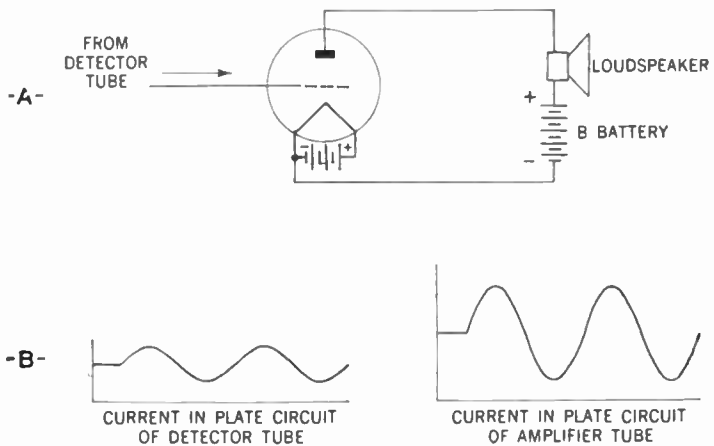 FROM
DETECTOR
TUBE
-A-
LOUDSPEAKER
+
B BATTERY
-
- +
-B-
CURRENT IN PLATE CIRCUIT
OF DETECTOR TUBE
CURRENT IN PLATE CIRCUIT
OF AMPLIFIER TUBE